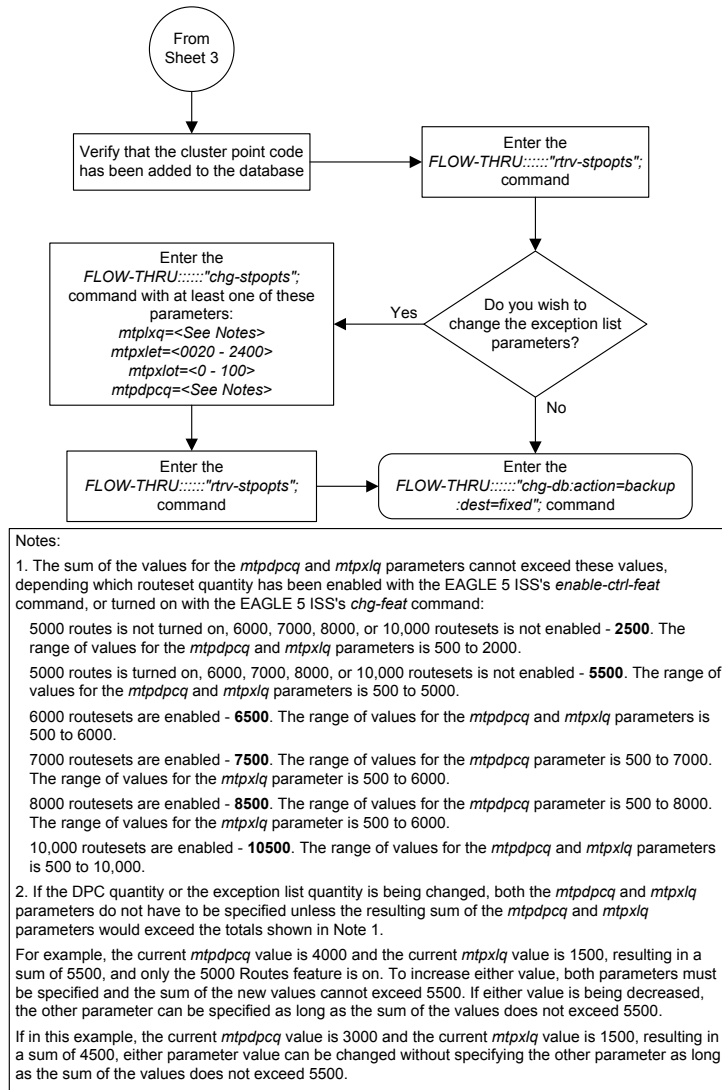 From
Sheet 3
Verify that the cluster point code
has been added to the database
Enter the
FLOW-THRU::::::"rtrv-stpopts";
command
Do you wish to
change the exception list
parameters?
Yes
No
Enter the
FLOW-THRU::::::"chg-stpopts";
command with at least one of these
parameters:
mtplxq=<See Notes>
mtpxlet=<0020 - 2400>
mtpxlot=<0 - 100>
mtpdpcq=<See Notes>
Enter the
FLOW-THRU::::::"rtrv-stpopts";
command
Enter the
FLOW-THRU::::::"chg-db:action=backup
:dest=fixed"; command
Notes:
1. The sum of the values for the mtpdpcq and mtpxlq parameters cannot exceed these values,
depending which routeset quantity has been enabled with the EAGLE 5 ISS's enable-ctrl-feat
command, or turned on with the EAGLE 5 ISS's chg-feat command:
5000 routes is not turned on, 6000, 7000, 8000, or 10,000 routesets is not enabled - 2500. The
range of values for the mtpdpcq and mtpxlq parameters is 500 to 2000.
5000 routes is turned on, 6000, 7000, 8000, or 10,000 routesets is not enabled - 5500. The range of
values for the mtpdpcq and mtpxlq parameters is 500 to 5000.
6000 routesets are enabled - 6500. The range of values for the mtpdpcq and mtpxlq parameters is
500 to 6000.
7000 routesets are enabled - 7500. The range of values for the mtpdpcq parameter is 500 to 7000.
The range of values for the mtpxlq parameter is 500 to 6000.
8000 routesets are enabled - 8500. The range of values for the mtpdpcq parameter is 500 to 8000.
The range of values for the mtpxlq parameter is 500 to 6000.
10,000 routesets are enabled - 10500. The range of values for the mtpdpcq and mtpxlq parameters
is 500 to 10,000.
2. If the DPC quantity or the exception list quantity is being changed, both the mtpdpcq and mtpxlq
parameters do not have to be specified unless the resulting sum of the mtpdpcq and mtpxlq
parameters would exceed the totals shown in Note 1.
For example, the current mtpdpcq value is 4000 and the current mtpxlq value is 1500, resulting in a
sum of 5500, and only the 5000 Routes feature is on. To increase either value, both parameters must
be specified and the sum of the new values cannot exceed 5500. If either value is being decreased,
the other parameter can be specified as long as the sum of the values does not exceed 5500.
If in this example, the current mtpdpcq value is 3000 and the current mtpxlq value is 1500, resulting in
a sum of 4500, either parameter value can be changed without specifying the other parameter as long
as the sum of the values does not exceed 5500.